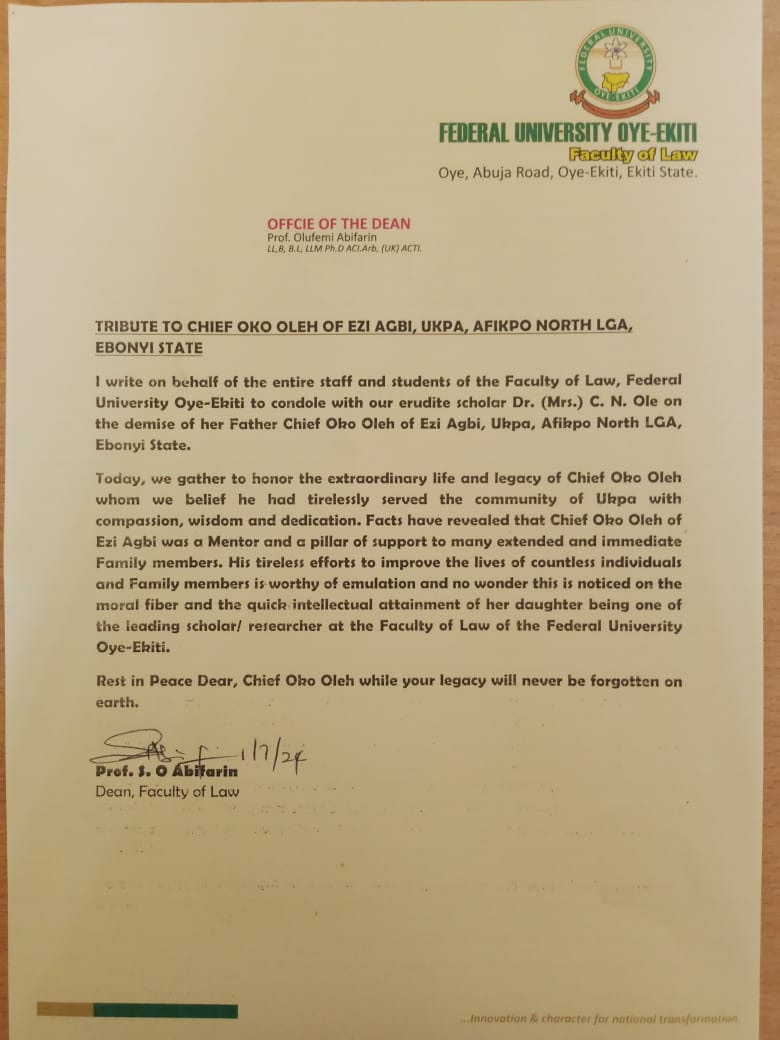 FEDERAL UNIVERSITY
OYE-EKITI
FEDERAL UNIVERSITY OYE-EKITI
Faculty of Law
Oye, Abuja Road, Oye-Ekiti, Ekiti State.
OFFCIE OF THE DEAN
Prof. Olufemi Abifarin
LL,B, B.L, LLM Ph.D ACI.Arb, (UK) ACTI.
TRIBUTE TO CHIEF OKO OLEH OF EZI AGBI, UKPA, AFIKPO NORTH LGA,
EBONYI STATE
I write on behalf of the entire staff and students of the Faculty of Law, Federal
University Oye-Ekiti to condole with our erudite scholar Dr. (Mrs.) C. N. Ole on
the demise of her Father Chief Oko Oleh of Ezi Agbi, Ukpa, Afikpo North LGA,
Ebonyi State.
Today, we gather to honor the extraordinary life and legacy of Chief Oko Oleh
whom we belief he had tirelessly served the community of Ukpa with
compassion, wisdom and dedication. Facts have revealed that Chief Oko Oleh of
Ezi Agbi was a Mentor and a pillar of support to many extended and immediate
Family members. His tireless efforts to improve the lives of countless individuals
and Family members is worthy of emulation and no wonder this is noticed on the
moral fiber and the quick intellectual attainment of her daughter being one of
the leading scholar/ researcher at the Faculty of Law of the Federal University
Oye-Ekiti.
Rest in Peace Dear, Chief Oko Oleh while your legacy will never be forgotten on
earth.
1/7/24
Prof. S. O Abifarin
Dean, Faculty of Law
...Innovation & character for national transformation